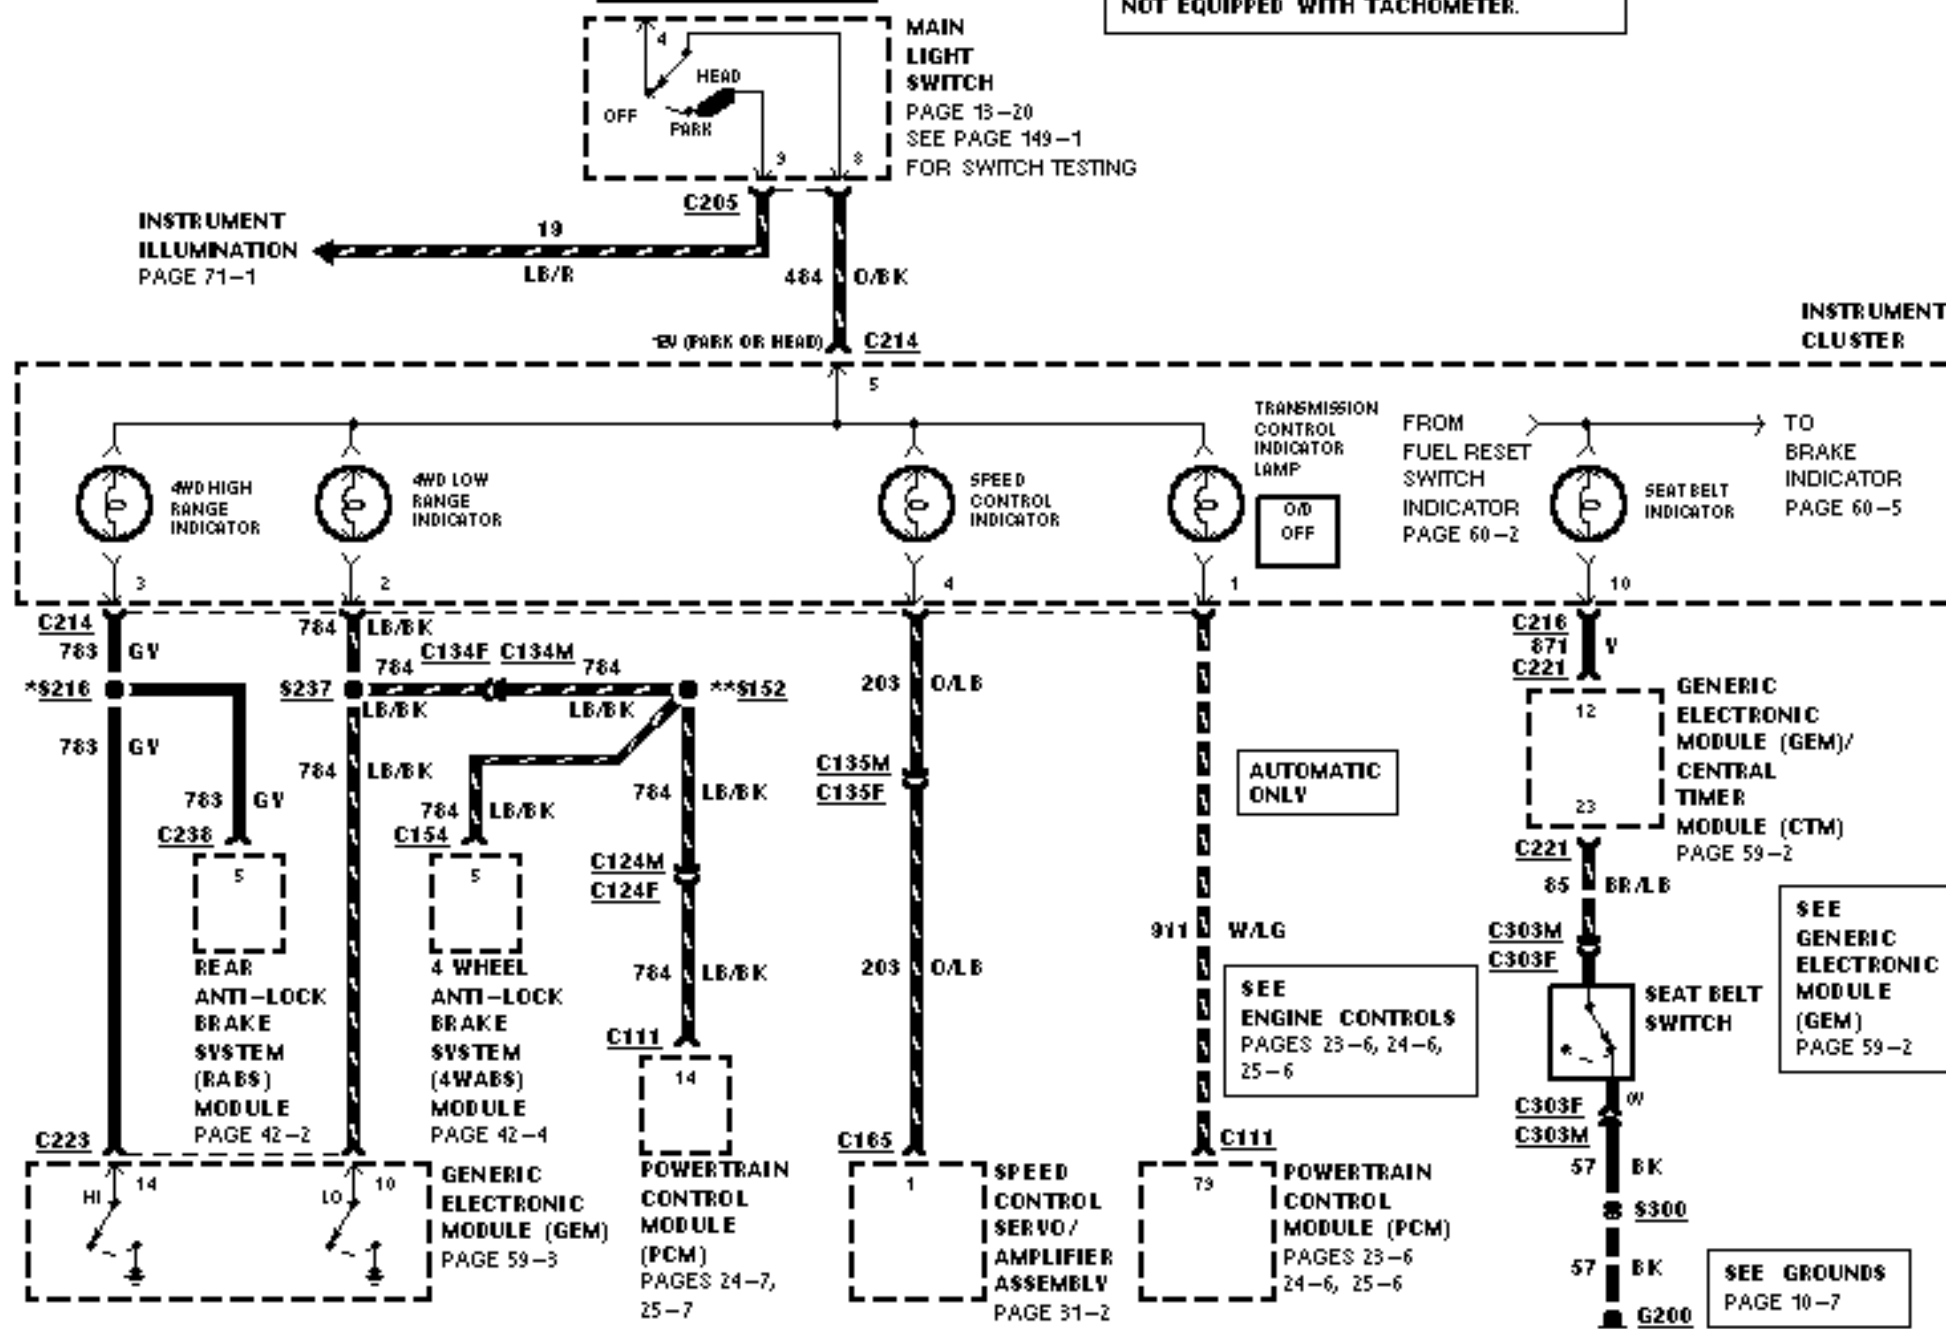 NOT EQUIPPED WITH TACHOMETER.
MAIN
LIGHT
SWITCH
PAGE 13-20
SEE PAGE 149-1
FOR SWITCH TESTING
4
HEAD
OFF
PARK
9
8
C205
INSTRUMENT
ILLUMINATION
PAGE 71-1
19
LB/R
484
O/BK
12V (PARK OR HEAD)
C214
INSTRUMENT
CLUSTER
5
4WD HIGH
RANGE
INDICATOR
4WD LOW
RANGE
INDICATOR
SPEED
CONTROL
INDICATOR
TRANSMISSION
CONTROL
INDICATOR
LAMP
O/D
OFF
FROM
FUEL RESET
SWITCH
INDICATOR
PAGE 60-2
SEAT BELT
INDICATOR
TO
BRAKE
INDICATOR
PAGE 60-5
3
2
4
1
10
C214
783
GY
*S216
783
GY
783
GY
C238
5
REAR
ANTI-LOCK
BRAKE
SYSTEM
(RABS)
MODULE
PAGE 42-2
784
LB/BK
S237
784
LB/BK
C134F
C134M
784
LB/BK
**S152
784
LB/BK
784
LB/BK
C154
5
4 WHEEL
ANTI-LOCK
BRAKE
SYSTEM
(4WABS)
MODULE
PAGE 42-4
784
LB/BK
C124M
C124F
784
LB/BK
C111
14
POWERTRAIN
CONTROL
MODULE
(PCM)
PAGES 24-7,
25-7
C223
14
HI
10
LO
GENERIC
ELECTRONIC
MODULE (GEM)
PAGE 59-3
203
O/LB
C135M
C135F
203
O/LB
C165
1
SPEED
CONTROL
SERVO/
AMPLIFIER
ASSEMBLY
PAGE 31-2
AUTOMATIC
ONLY
911
W/LG
SEE
ENGINE CONTROLS
PAGES 23-6, 24-6,
25-6
C111
79
POWERTRAIN
CONTROL
MODULE (PCM)
PAGES 23-6
24-6, 25-6
C216
871
V
C221
12
23
GENERIC
ELECTRONIC
MODULE (GEM)/
CENTRAL
TIMER
MODULE (CTM)
PAGE 59-2
C221
85
BR/LB
C303M
C303F
SEAT BELT
SWITCH
*
SEE
GENERIC
ELECTRONIC
MODULE
(GEM)
PAGE 59-2
0V
C303F
C303M
57
BK
S300
57
BK
G200
SEE GROUNDS
PAGE 10-7